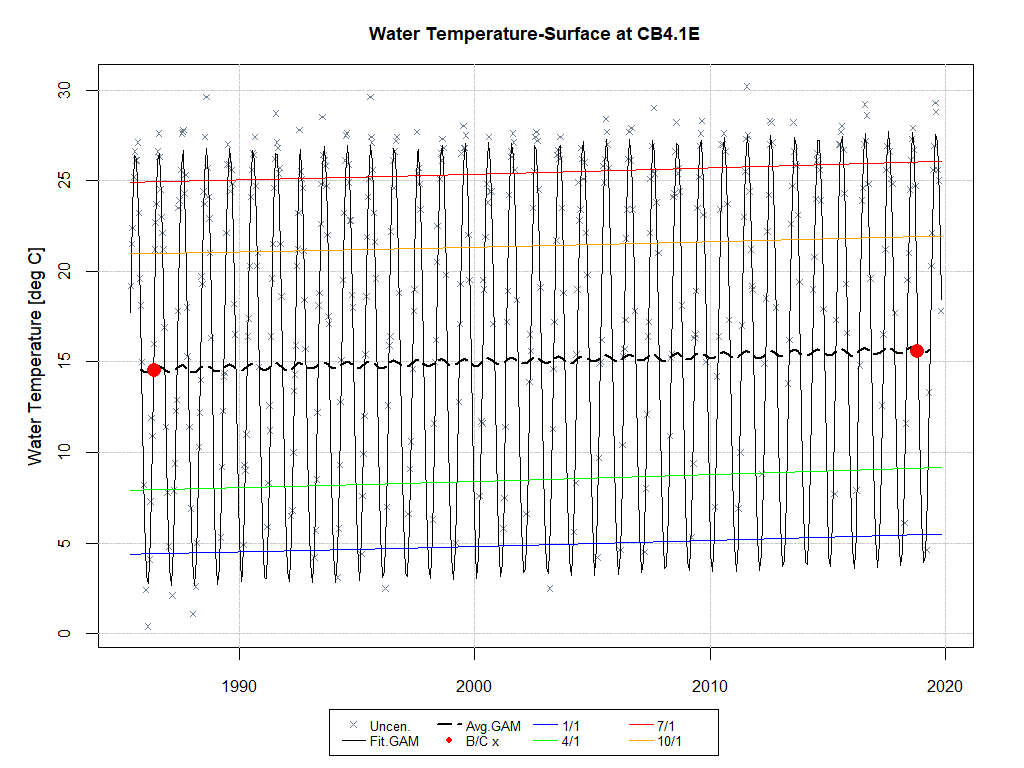 Water Temperature-Surface at CB4.1E
Water Temperature [deg C]
30
25
20
15
10
5
0
1990
2000
2010
2020
Uncen.
Avg.GAM
1/1
7/1
Fit.GAM
B/C x
4/1
10/1